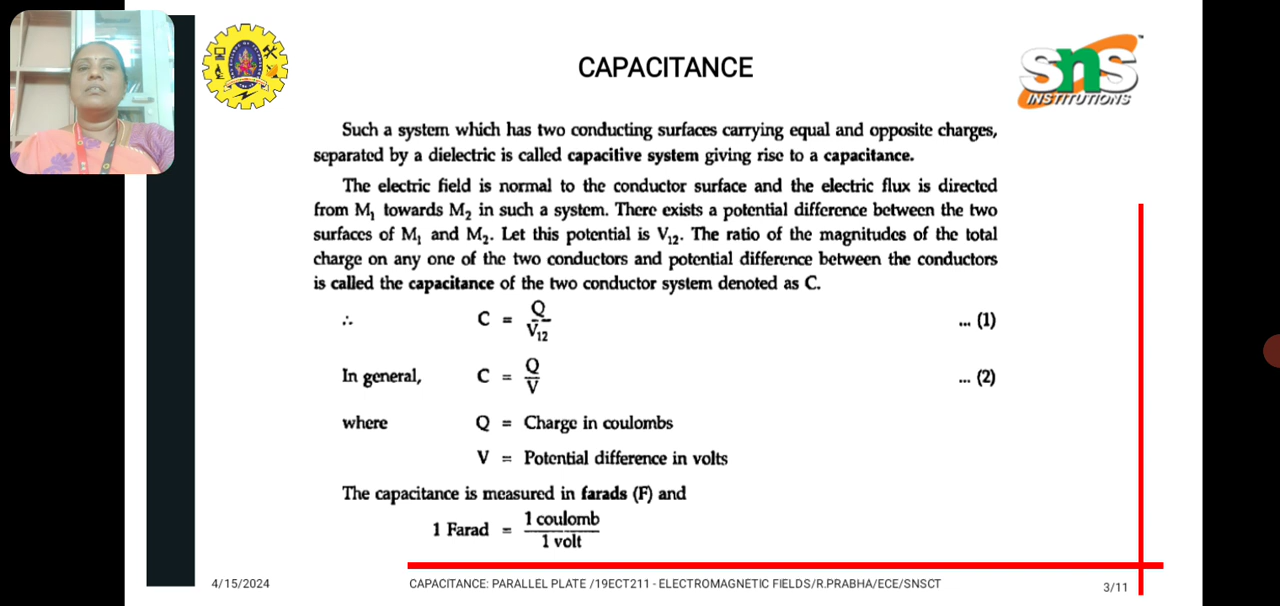 CAPACITANCE
sns
INSTITUTIONS
Such a system which has two conducting surfaces carrying equal and opposite charges,
separated by a dielectric is called capacitive system giving rise to a capacitance.
The electric field is normal to the conductor surface and the electric flux is directed
from M₁ towards M₂ in such a system. There exists a potential difference between the two
surfaces of M₁ and M₂. Let this potential is V₁₂. The ratio of the magnitudes of the total
charge on any one of the two conductors and potential difference between the conductors
is called the capacitance of the two conductor system denoted as C.
∴ C = Q/V₁₂ ... (1)
In general, C = Q/V ... (2)
where Q = Charge in coulombs
V = Potential difference in volts
The capacitance is measured in farads (F) and
1 Farad = 1 coulomb/1 volt
4/15/2024 CAPACITANCE: PARALLEL PLATE /19ECT211 - ELECTROMAGNETIC FIELDS/R.PRABHA/ECE/SNSCT 3/11